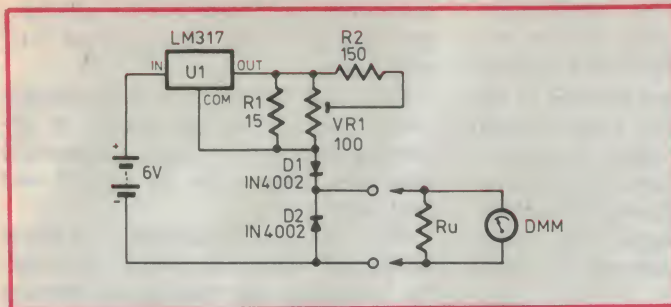 LM317
IN
U1
OUT
COM
R2
150
R1
15
VR1
100
+
6V
-
D1
IN4002
D2
IN4002
Ru
DMM